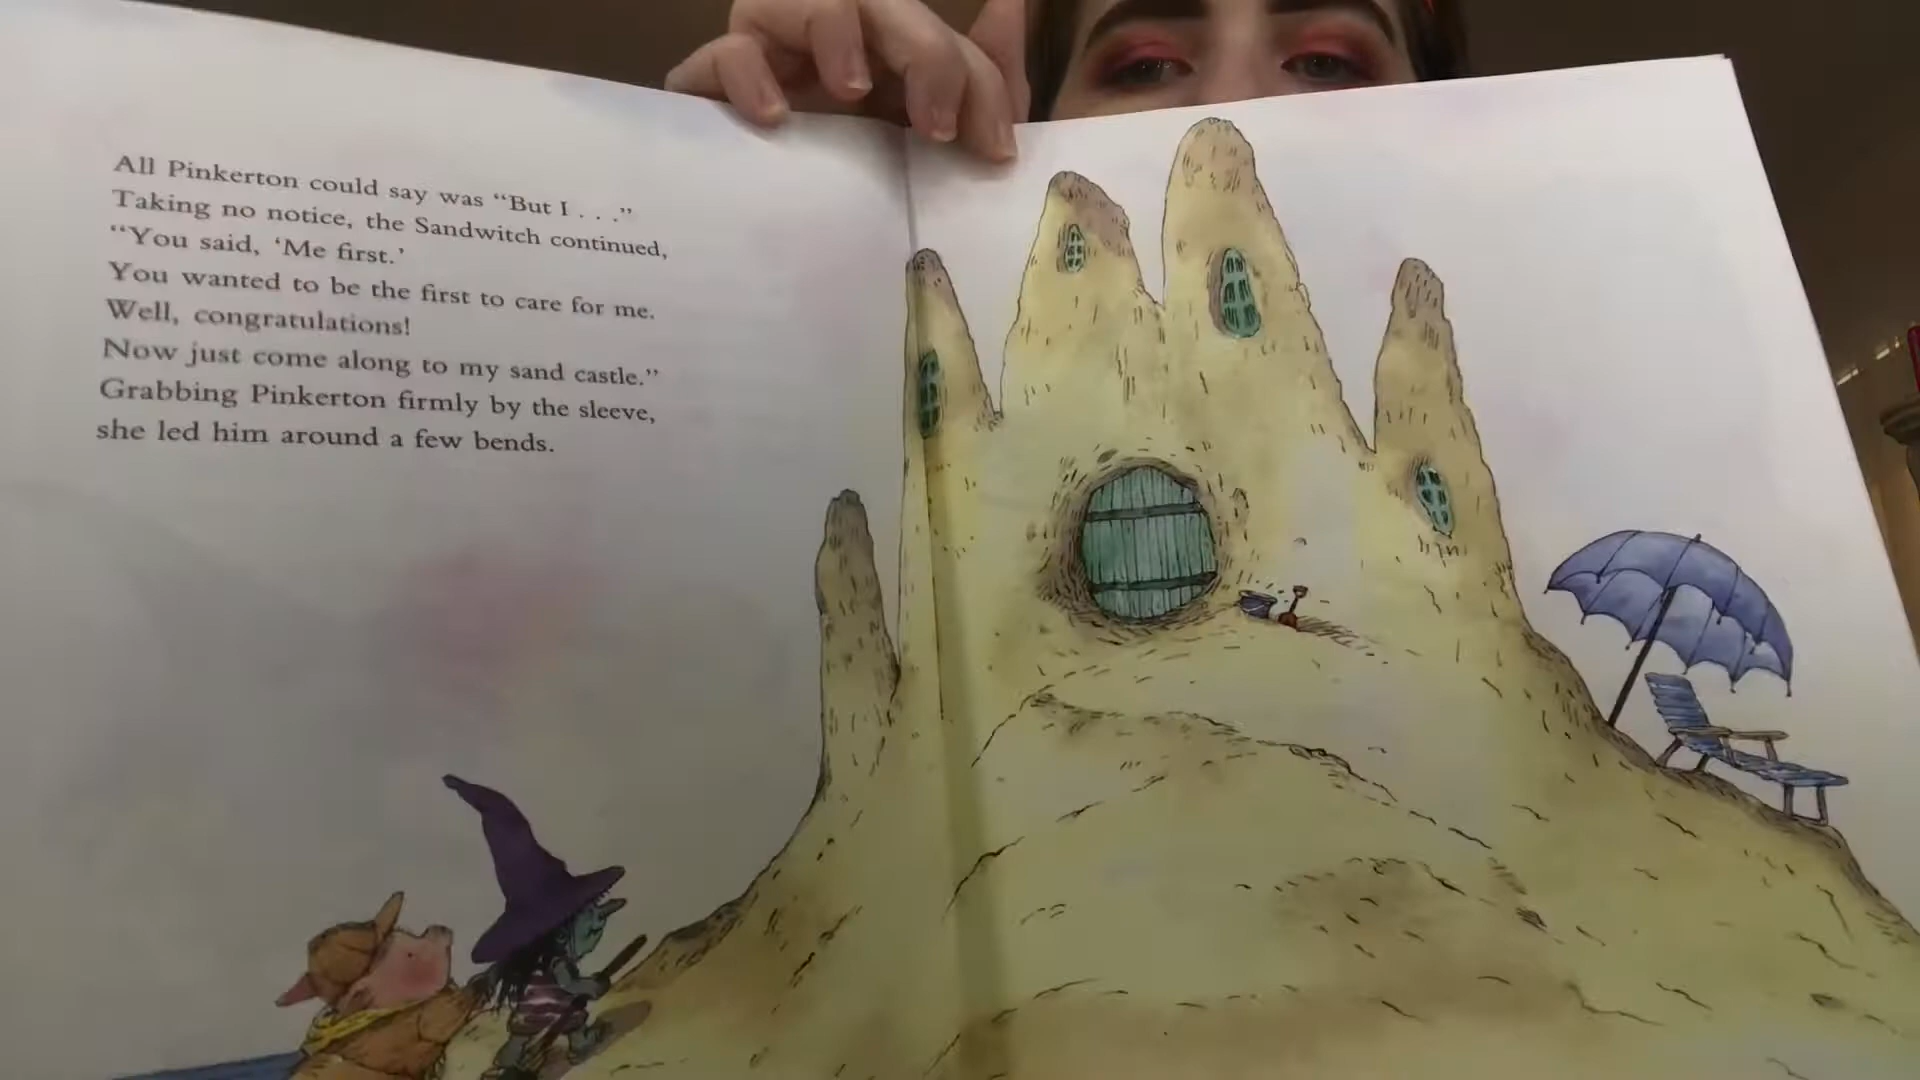 All Pinkerton could say was “But I . . .”
Taking no notice, the Sandwitch continued,
“You said, ‘Me first.’
You wanted to be the first to care for me.
Well, congratulations!
Now just come along to my sand castle.”
Grabbing Pinkerton firmly by the sleeve,
she led him around a few bends.